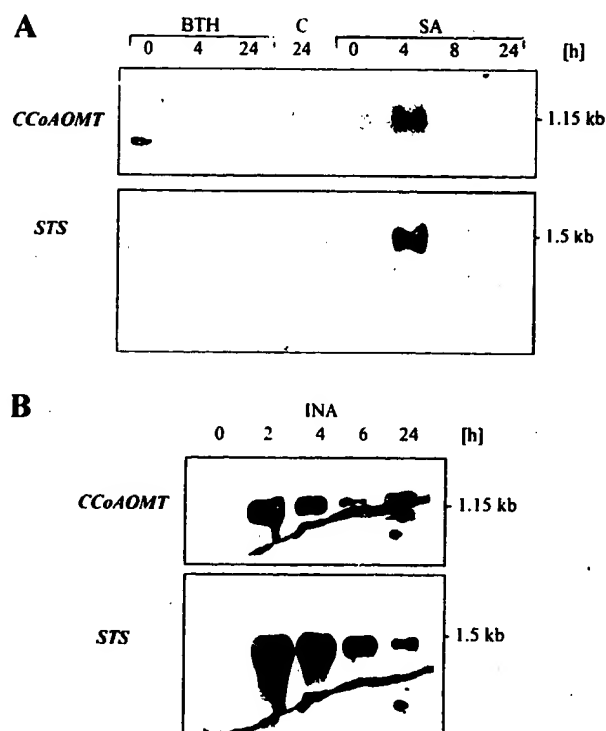 A
BTH C SA
0 4 24 24 0 4 8 24 [h]
CCoAOMT 1.15 kb
STS 1.5 kb
B
INA
0 2 4 6 24 [h]
CCoAOMT 1.15 kb
STS 1.5 kb